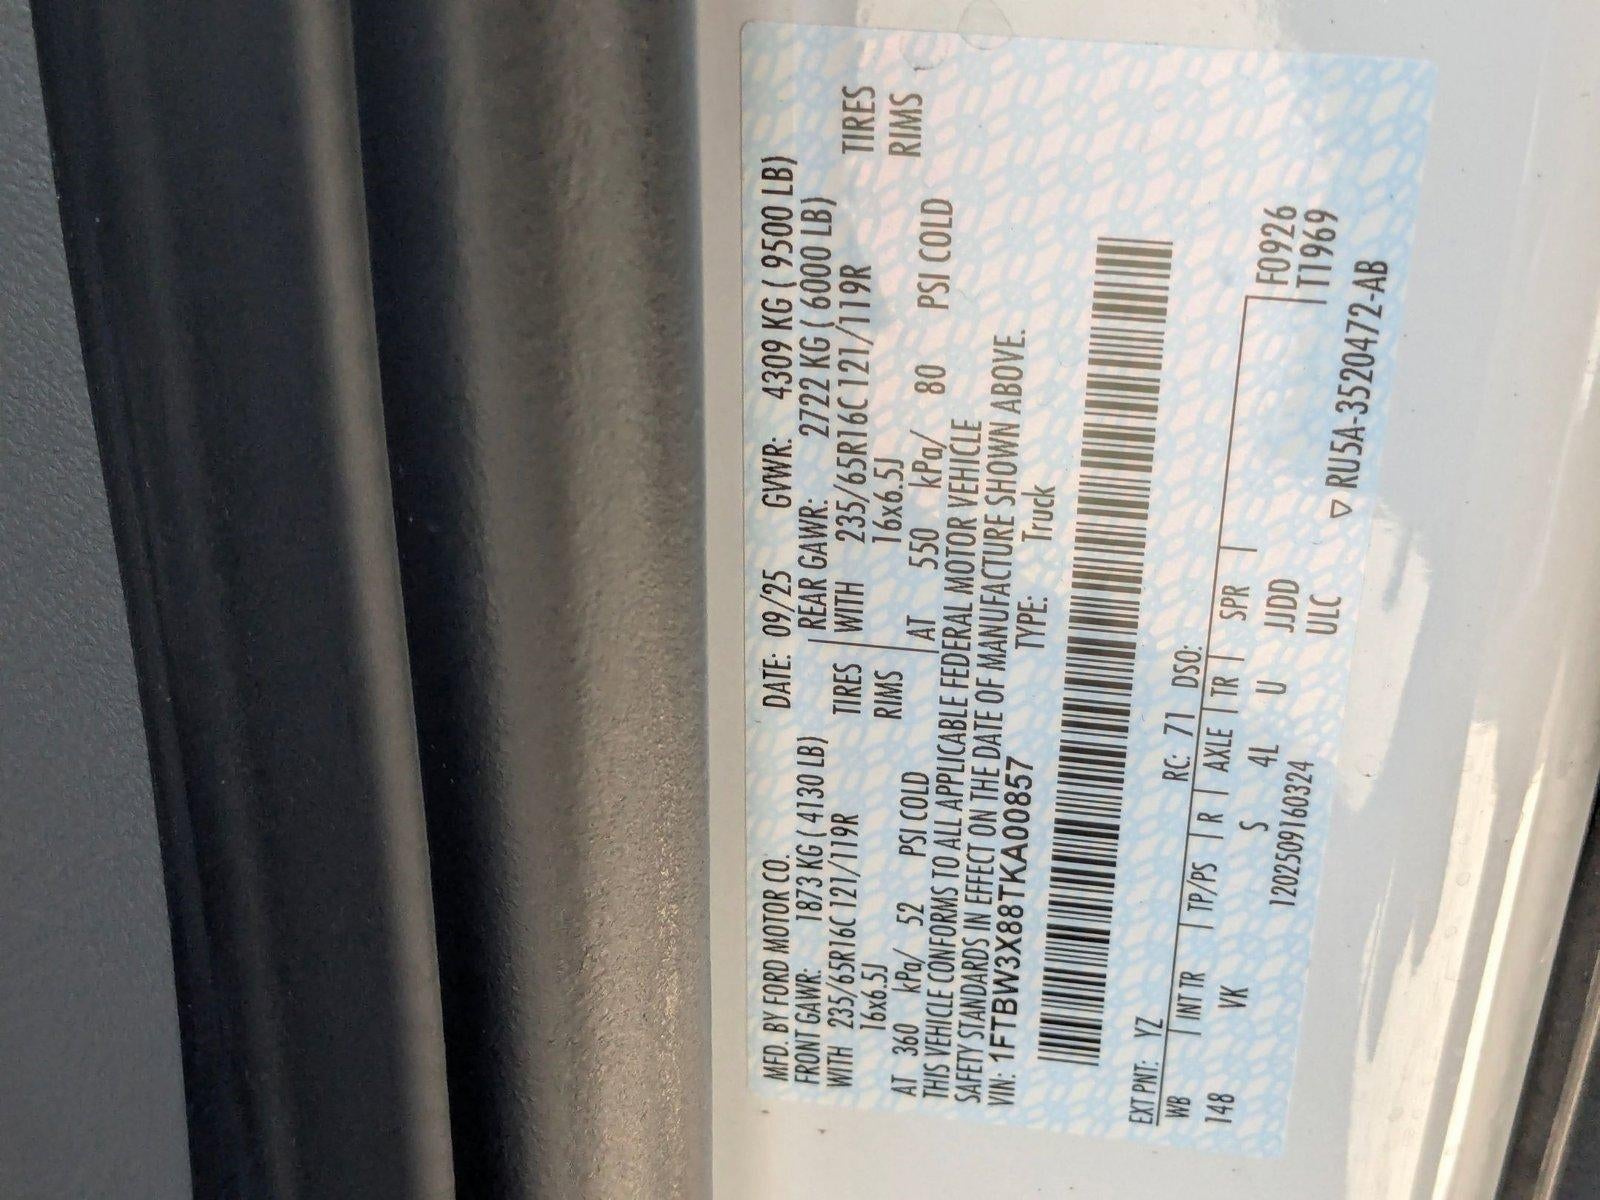 MFD. BY FORD MOTOR CO. DATE: 09/25 GVWR: 4309 KG ( 9500 LB)
FRONT GAWR: 1873 KG ( 4130 LB) REAR GAWR: 2722 KG ( 6000 LB)
WITH 235/65R16C 121/119R TIRES WITH 235/65R16C 121/119R TIRES
16x6.5J RIMS 16x6.5J RIMS
AT 360 kPa/ 52 PSI COLD AT 550 kPa/ 80 PSI COLD
THIS VEHICLE CONFORMS TO ALL APPLICABLE FEDERAL MOTOR VEHICLE
SAFETY STANDARDS IN EFFECT ON THE DATE OF MANUFACTURE SHOWN ABOVE.
VIN: 1FTBW3X88TKA00857 TYPE: Truck
EXT PNT: YZ RC: 71 DSO:
WB INT TR TP/PS R AXLE TR SPR F0926
148 VK S 4L U JJDD T1969
1202509160324 ULC
▽ RU5A-3520472-AB